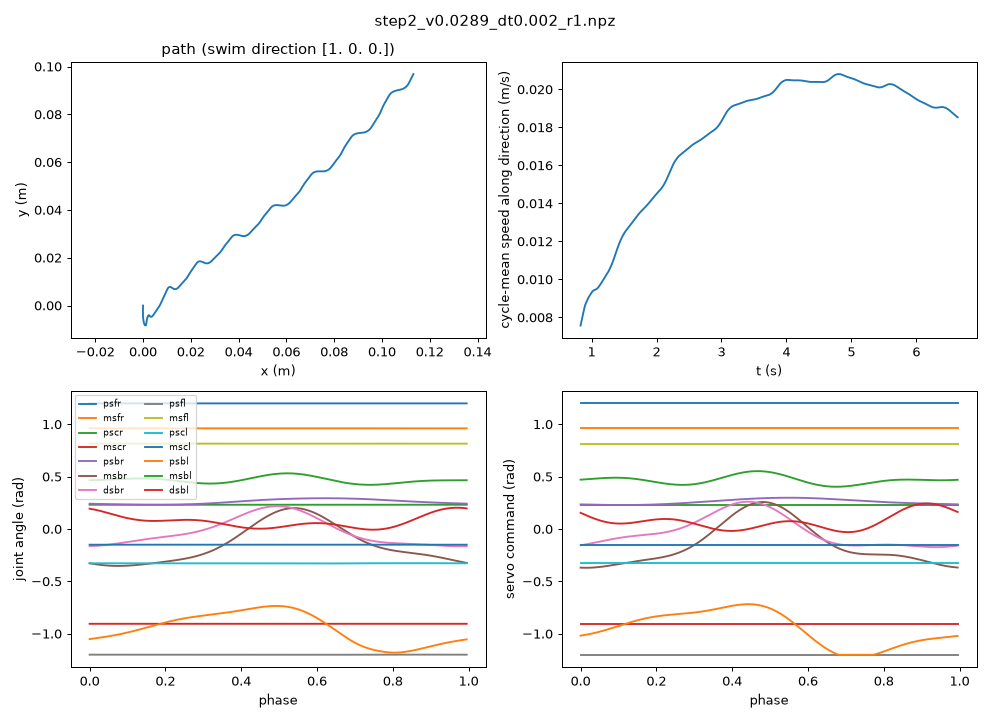 step2_v0.0289_dt0.002_r1.npz
path (swim direction [1. 0. 0.])
0.10
0.08
0.06
0.04
0.02
0.00
y (m)
−0.02 0.00 0.02 0.04 0.06 0.08 0.10 0.12 0.14
x (m)
0.020
0.018
0.016
0.014
0.012
0.010
0.008
cycle-mean speed along direction (m/s)
1 2 3 4 5 6
t (s)
psfr psfl
msfr msfl
pscr pscl
mscr mscl
psbr psbl
msbr msbl
dsbr dsbl
1.0
0.5
0.0
−0.5
−1.0
joint angle (rad)
0.0 0.2 0.4 0.6 0.8 1.0
phase
1.0
0.5
0.0
−0.5
−1.0
servo command (rad)
0.0 0.2 0.4 0.6 0.8 1.0
phase